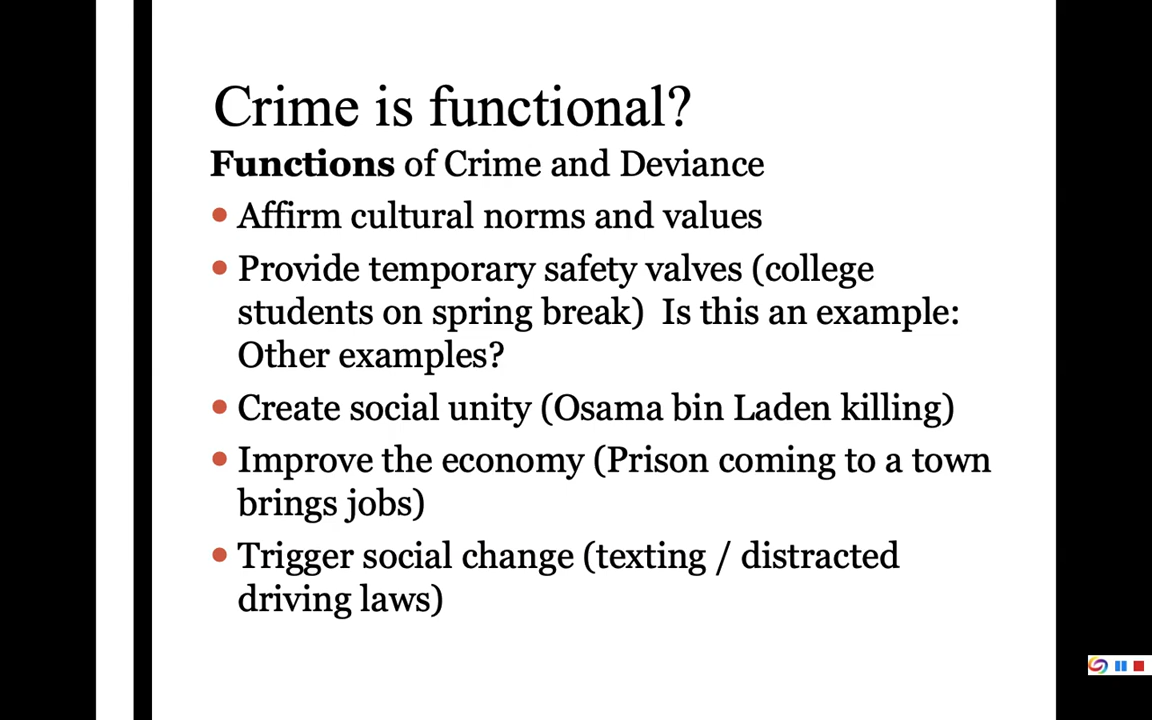 Crime is functional?
Functions of Crime and Deviance
• Affirm cultural norms and values
• Provide temporary safety valves (college
students on spring break)  Is this an example:
Other examples?
• Create social unity (Osama bin Laden killing)
• Improve the economy (Prison coming to a town
brings jobs)
• Trigger social change (texting / distracted
driving laws)